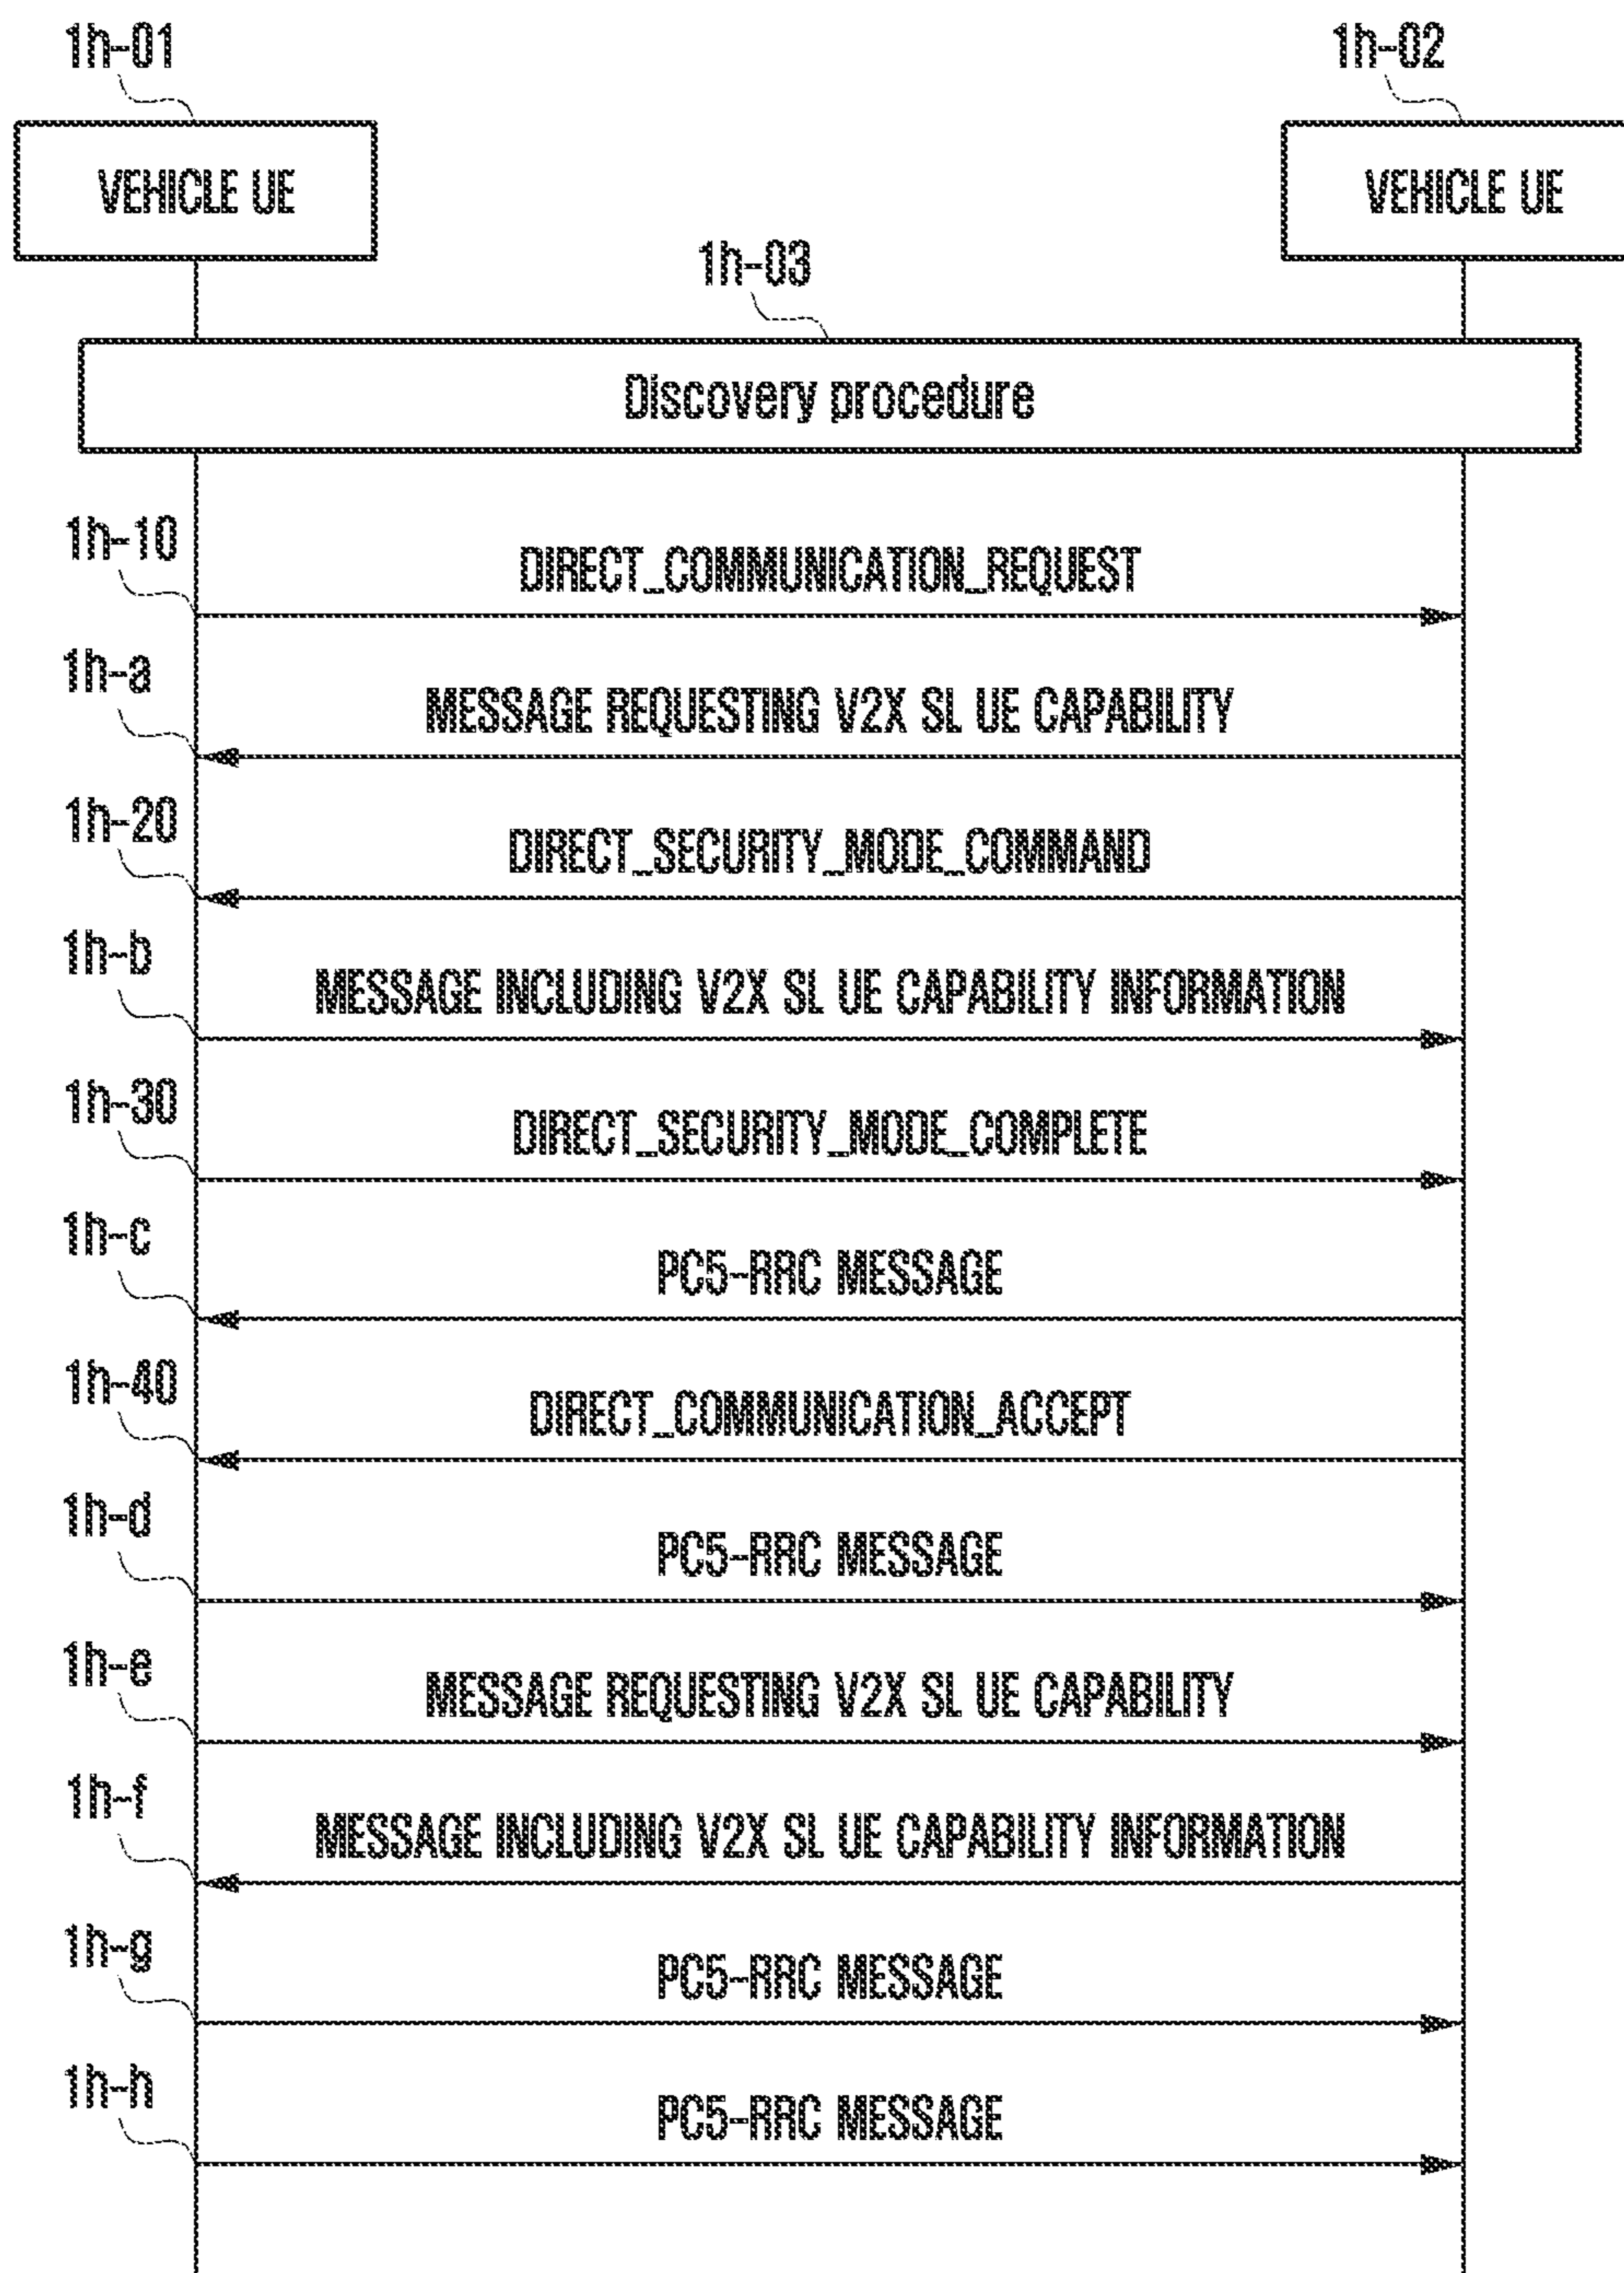 1h-01
1h-02
VEHICLE UE
VEHICLE UE
1h-03
Discovery procedure
1h-10
DIRECT_COMMUNICATION_REQUEST
1h-a
MESSAGE REQUESTING V2X SL UE CAPABILITY
1h-20
DIRECT_SECURITY_MODE_COMMAND
1h-b
MESSAGE INCLUDING V2X SL UE CAPABILITY INFORMATION
1h-30
DIRECT_SECURITY_MODE_COMPLETE
1h-c
PC5-RRC MESSAGE
1h-40
DIRECT_COMMUNICATION_ACCEPT
1h-d
PC5-RRC MESSAGE
1h-e
MESSAGE REQUESTING V2X SL UE CAPABILITY
1h-f
MESSAGE INCLUDING V2X SL UE CAPABILITY INFORMATION
1h-g
PC5-RRC MESSAGE
1h-h
PC5-RRC MESSAGE